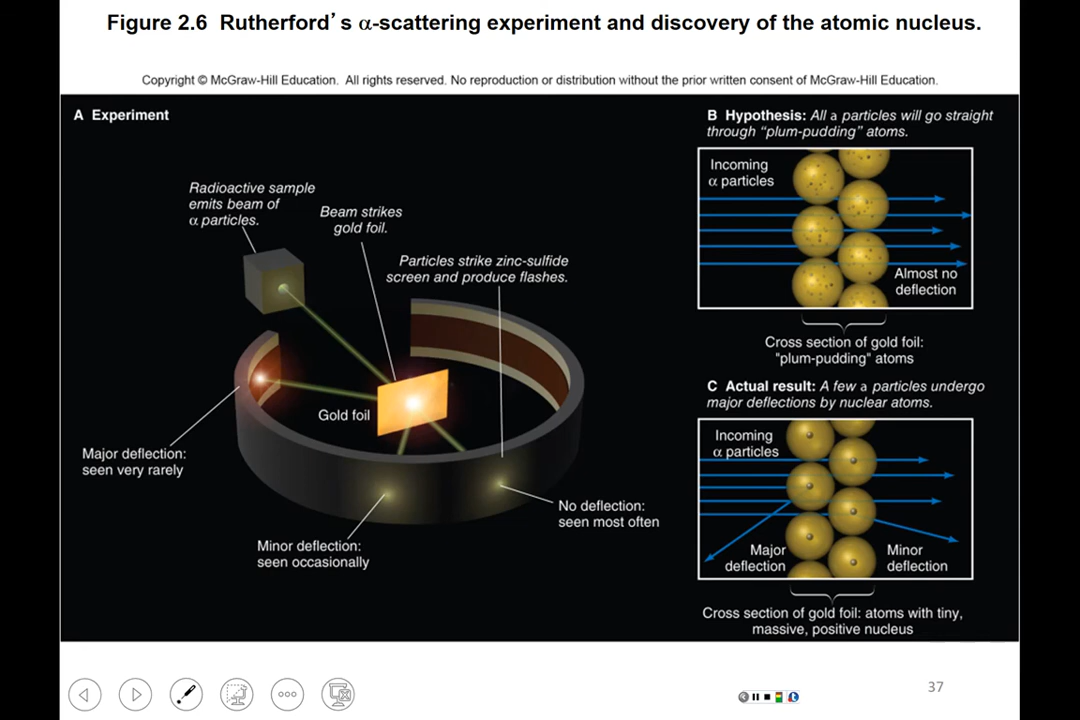 Figure 2.6 Rutherford's α-scattering experiment and discovery of the atomic nucleus.
Copyright © McGraw-Hill Education. All rights reserved. No reproduction or distribution without the prior written consent of McGraw-Hill Education.
A Experiment
Radioactive sample
emits beam of
α particles.
Beam strikes
gold foil.
Particles strike zinc-sulfide
screen and produce flashes.
Gold foil
Major deflection:
seen very rarely
Minor deflection:
seen occasionally
No deflection:
seen most often
B Hypothesis: All a particles will go straight
through “plum-pudding” atoms.
Incoming
α particles
Almost no
deflection
Cross section of gold foil:
"plum-pudding" atoms
C Actual result: A few a particles undergo
major deflections by nuclear atoms.
Incoming
α particles
Major
deflection
Minor
deflection
Cross section of gold foil: atoms with tiny,
massive, positive nucleus
37